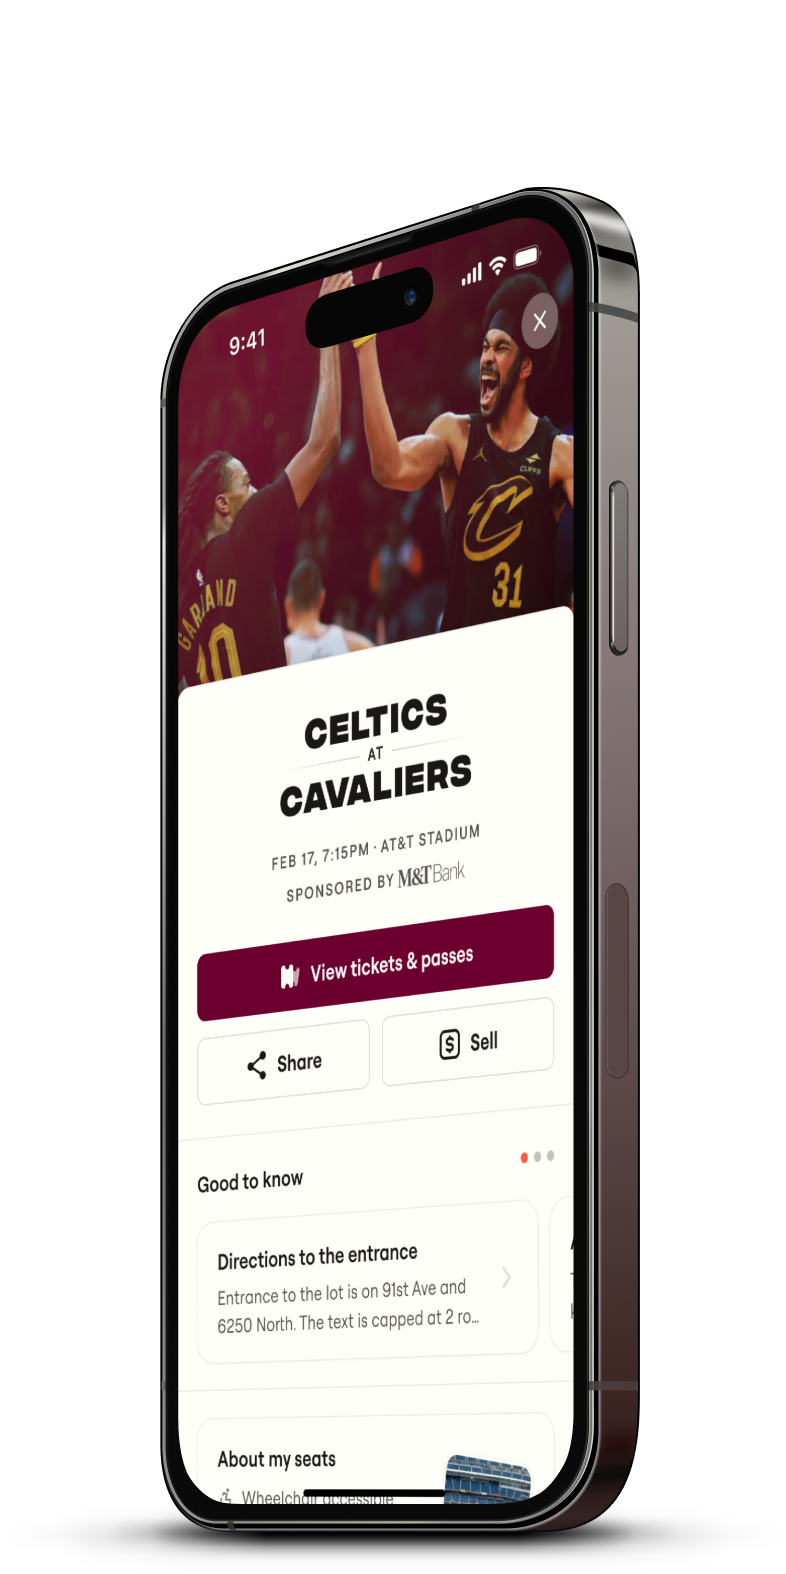 9:41
CLIFFS
C
31
GARLAND
10
CELTICS
AT
CAVALIERS
FEB 17, 7:15PM · AT&T STADIUM
SPONSORED BY M&T Bank
View tickets & passes
Share
Sell
Good to know
Directions to the entrance
Entrance to the lot is on 91st Ave and
6250 North. The text is capped at 2 ro...
About my seats
Wheelchair accessible